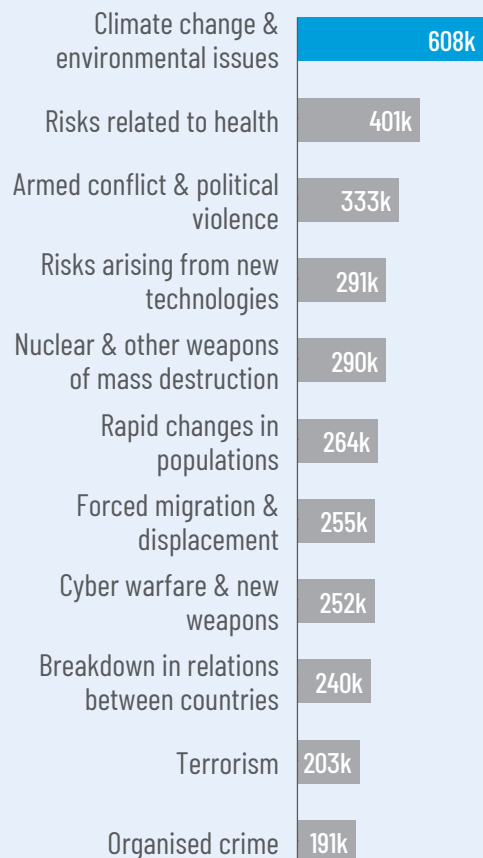 Climate change &
environmental issues
608k
Risks related to health
401k
Armed conflict & political
violence
333k
Risks arising from new
technologies
291k
Nuclear & other weapons
of mass destruction
290k
Rapid changes in
populations
264k
Forced migration &
displacement
255k
Cyber warfare & new
weapons
252k
Breakdown in relations
between countries
240k
Terrorism
203k
Organised crime
191k